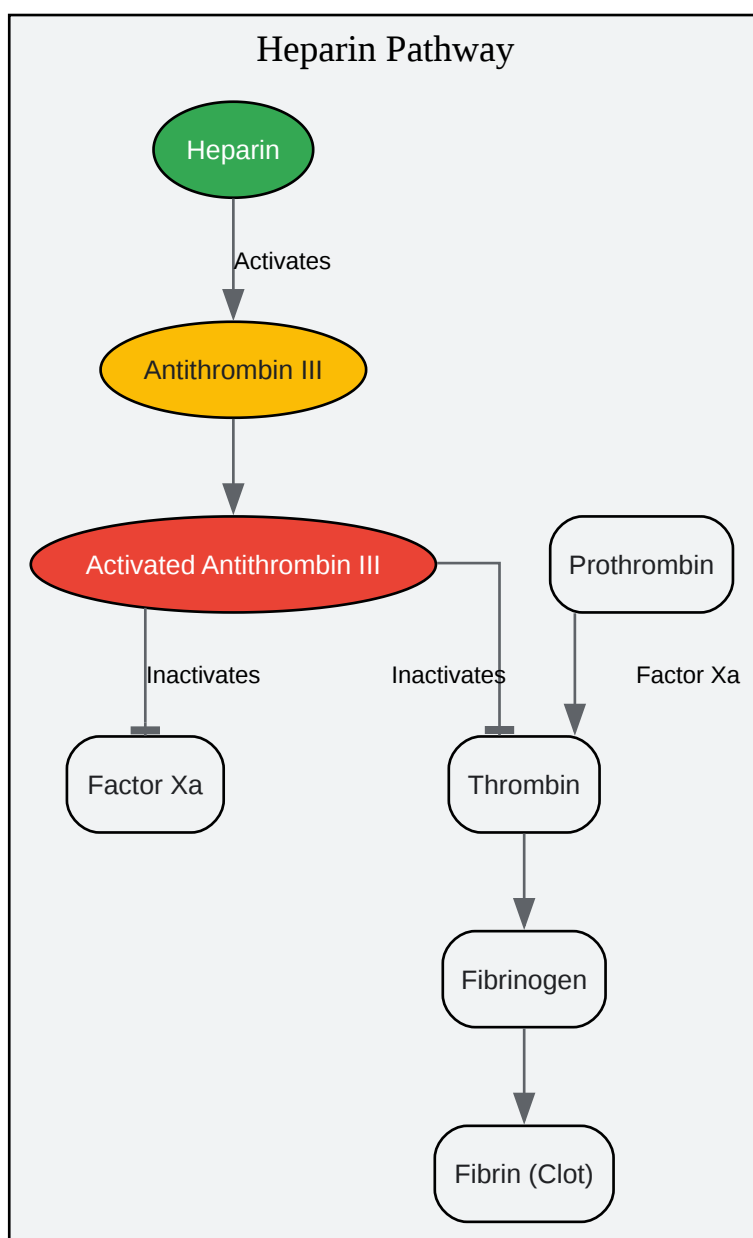 Heparin Pathway
Heparin
Activates
Antithrombin III
Activated Antithrombin III
Prothrombin
Inactivates
Inactivates
Factor Xa
Factor Xa
Thrombin
Fibrinogen
Fibrin (Clot)